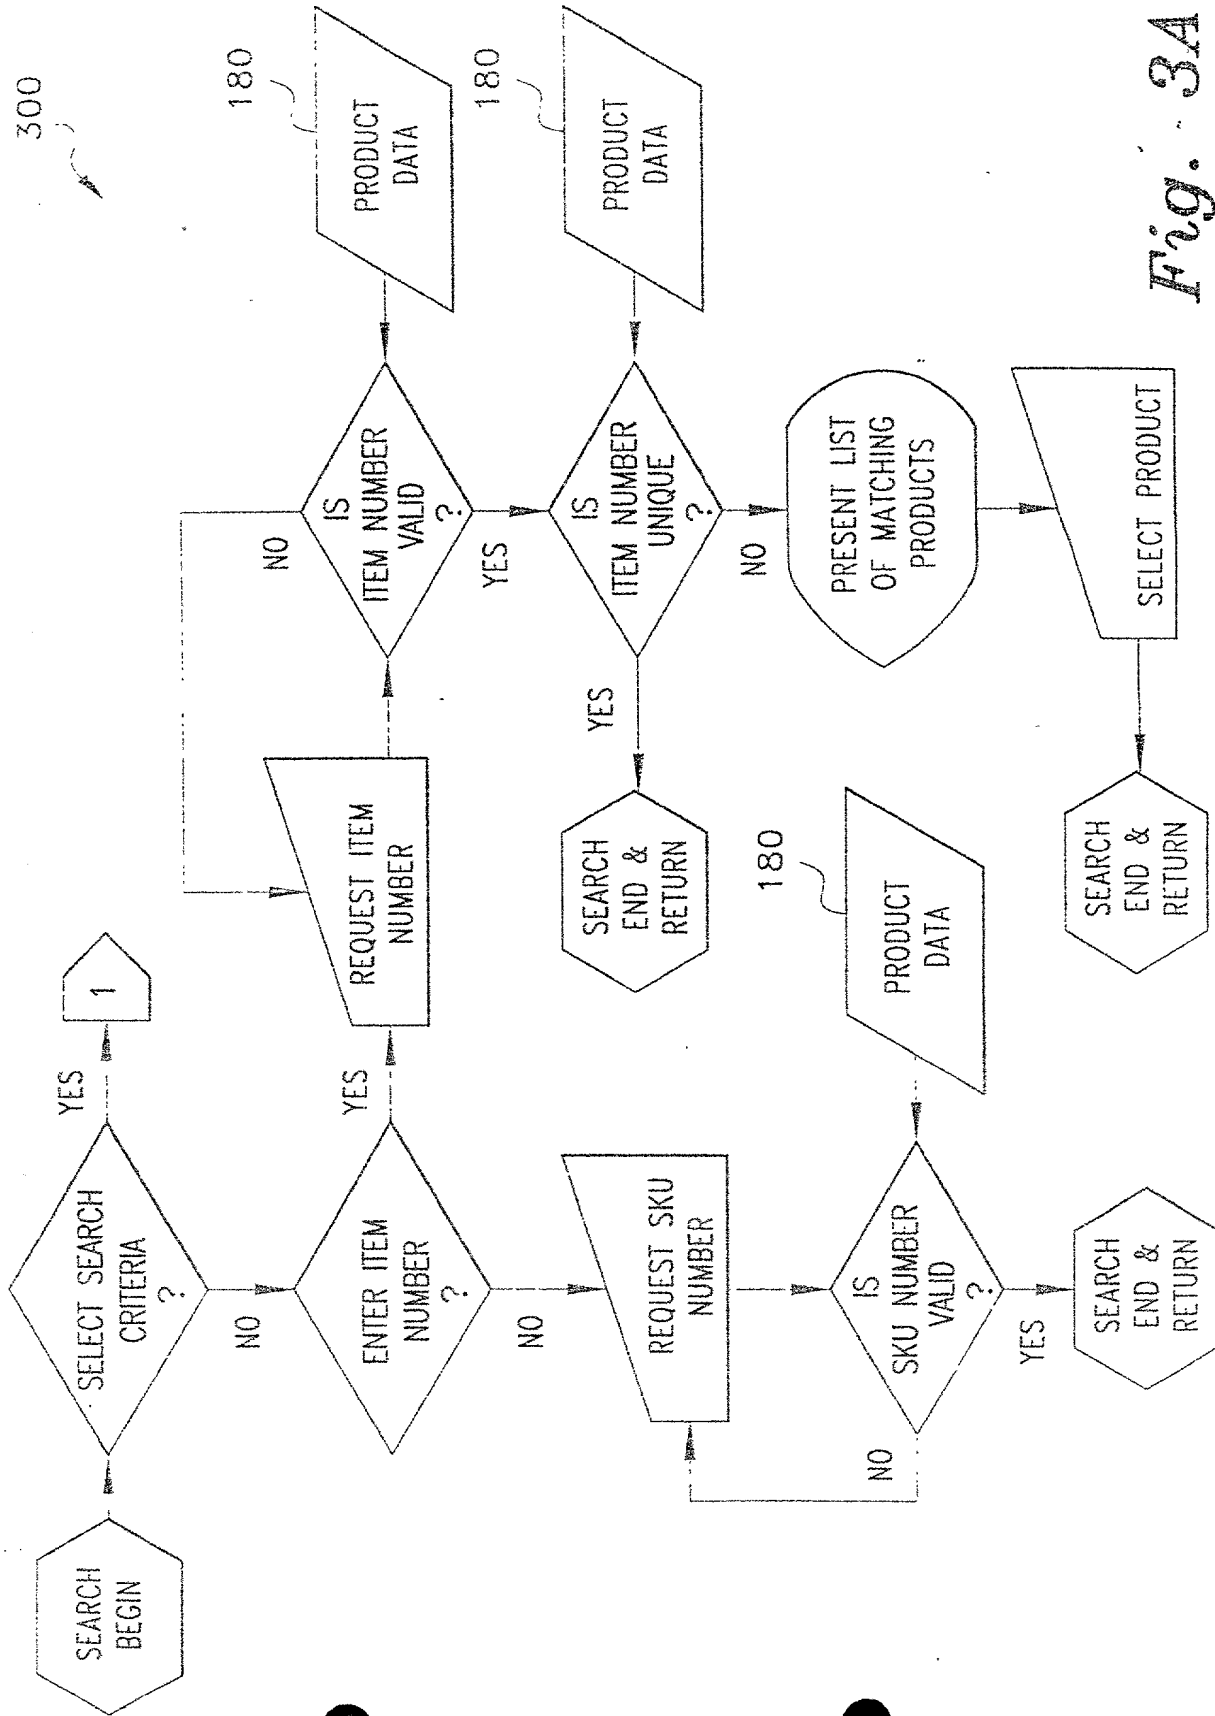 300
SEARCH
BEGIN
SELECT SEARCH
CRITERIA
?
YES
1
NO
ENTER ITEM
NUMBER
?
YES
REQUEST ITEM
NUMBER
IS
ITEM NUMBER
VALID
?
NO
180
PRODUCT
DATA
YES
IS
ITEM NUMBER
UNIQUE
?
180
PRODUCT
DATA
YES
SEARCH
END &
RETURN
NO
PRESENT LIST
OF MATCHING
PRODUCTS
SELECT PRODUCT
SEARCH
END &
RETURN
NO
REQUEST SKU
NUMBER
IS
SKU NUMBER
VALID
?
180
PRODUCT
DATA
NO
YES
SEARCH
END &
RETURN
Fig. 3A